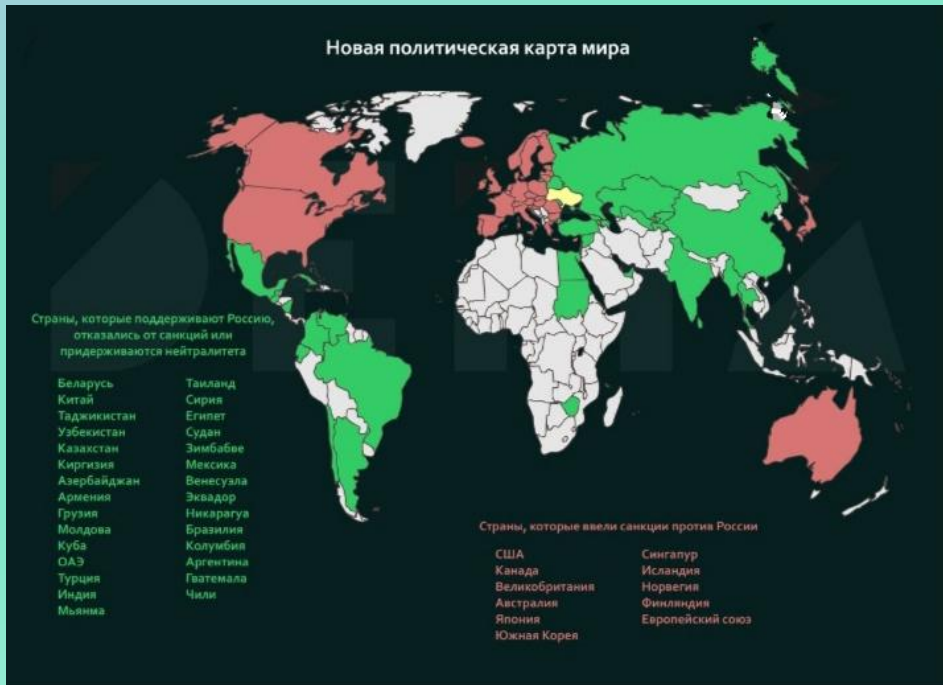 Новая политическая карта мира
Страны, которые поддерживают Россию,
отказались от санкций или
придерживаются нейтралитета
Беларусь
Китай
Таджикистан
Узбекистан
Казахстан
Киргизия
Азербайджан
Армения
Грузия
Молдова
Куба
ОАЭ
Турция
Индия
Мьянма
Таиланд
Сирия
Египет
Судан
Зимбабве
Мексика
Венесуэла
Эквадор
Никарагуа
Бразилия
Колумбия
Аргентина
Гватемала
Чили
Страны, которые ввели санкции против России
США
Канада
Великобритания
Австралия
Япония
Южная Корея
Сингапур
Исландия
Норвегия
Финляндия
Европейский союз